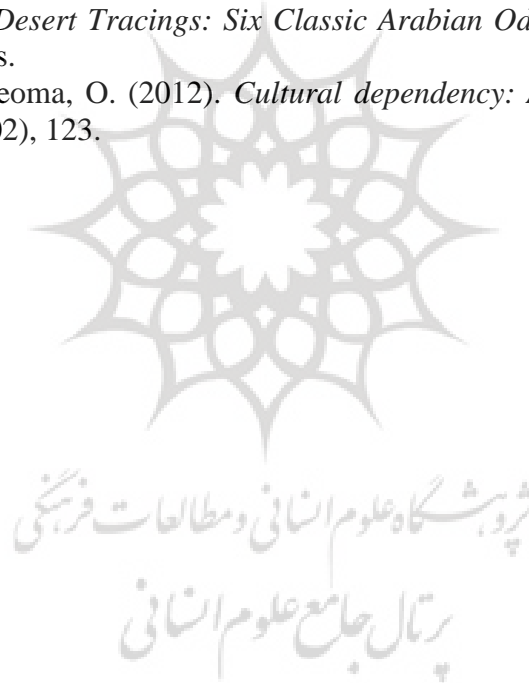 Desert Tracings: Six Classic Arabian Od
s.
eoma, O. (2012). Cultural dependency: A
02), 123.
پژوهشگاه علوم انسانی و مطالعات فرهنگی
پرتال جامع علوم انسانی